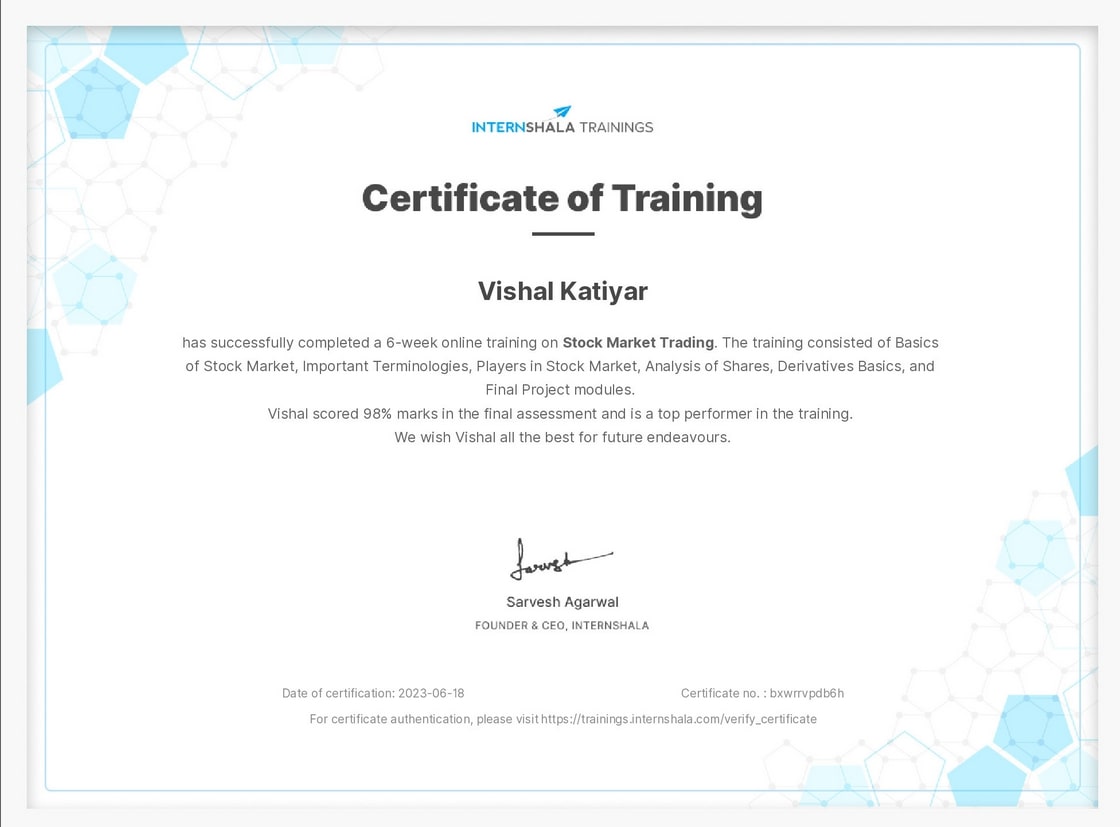 INTERNSHALA TRAININGS
Certificate of Training
Vishal Katiyar
has successfully completed a 6-week online training on Stock Market Trading. The training consisted of Basics
of Stock Market, Important Terminologies, Players in Stock Market, Analysis of Shares, Derivatives Basics, and
Final Project modules.
Vishal scored 98% marks in the final assessment and is a top performer in the training.
We wish Vishal all the best for future endeavours.
Sarvesh
Sarvesh Agarwal
FOUNDER & CEO, INTERNSHALA
Date of certification: 2023-06-18 Certificate no. : bxwrrvpdb6h
For certificate authentication, please visit https://trainings.internshala.com/verify_certificate